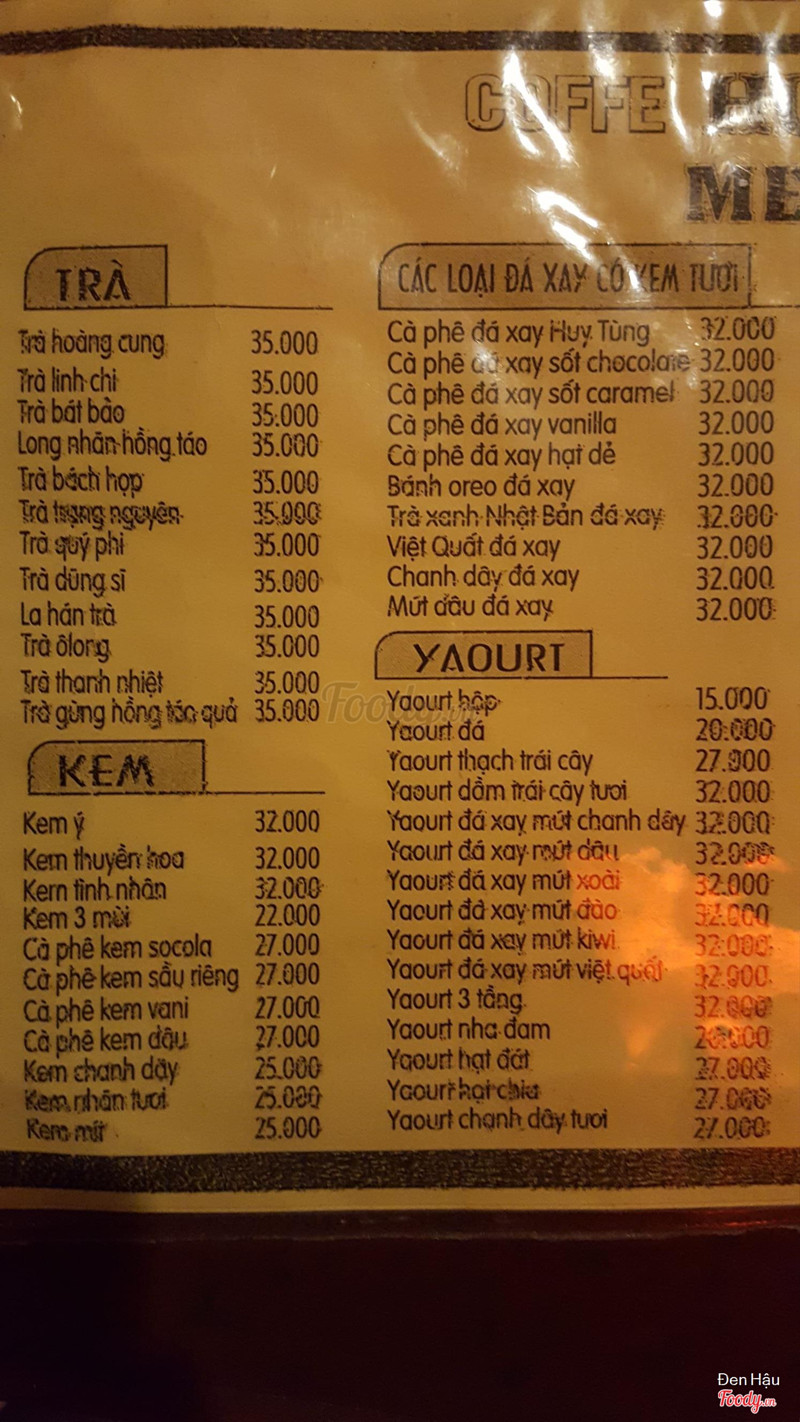 COFFE
ME
TRÀ
Trà hoàng cung 35.000
Trà linh chi 35.000
Trà bát bảo 35.000
Long nhãn hồng táo 35.000
Trà bách hợp 35.000
Trà trạng nguyên 35.000
Trà quý phi 35.000
Trà dũng sĩ 35.000
La hán trà 35.000
Trà ôlong 35.000
Trà thanh nhiệt 35.000
Trà gừng hồng táo quả 35.000
KEM
Kem ý 32.000
Kem thuyền hoa 32.000
Kem tình nhân 32.000
Kem 3 mùi 22.000
Cà phê kem socola 27.000
Cà phê kem sầu riêng 27.000
Cà phê kem vani 27.000
Cà phê kem dâu 27.000
Kem chanh dây 25.000
Kem nhãn tươi 25.000
Kem mít 25.000
CÁC LOẠI ĐÁ XAY CÓ KEM TƯƠI
Cà phê đá xay Huy Tùng 32.000
Cà phê đá xay sốt chocolate 32.000
Cà phê đá xay sốt caramel 32.000
Cà phê đá xay vanilla 32.000
Cà phê đá xay hạt dẻ 32.000
Bánh oreo đá xay 32.000
Trà xanh Nhật Bản đá xay 32.000
Việt Quất đá xay 32.000
Chanh dây đá xay 32.000
Mứt dâu đá xay 32.000
YAOURT
Yaourt hộp 15.000
Yaourt đá 20.000
Yaourt thạch trái cây 27.000
Yaourt dầm trái cây tươi 32.000
Yaourt đá xay mứt chanh dây 32.000
Yaourt đá xay mứt dâu 32.000
Yaourt đá xay mứt xoài 32.000
Yaourt đá xay mứt đào 32.000
Yaourt đá xay mứt kiwi 32.000
Yaourt đá xay mứt việt quất 32.000
Yaourt 3 tầng 32.000
Yaourt nha đam
Yaourt hạt đát 27.000
Yaourt hạt chia 27.000
Yaourt chanh dây tươi 27.000
Foody.vn
Đen Hậu
Foody.vn